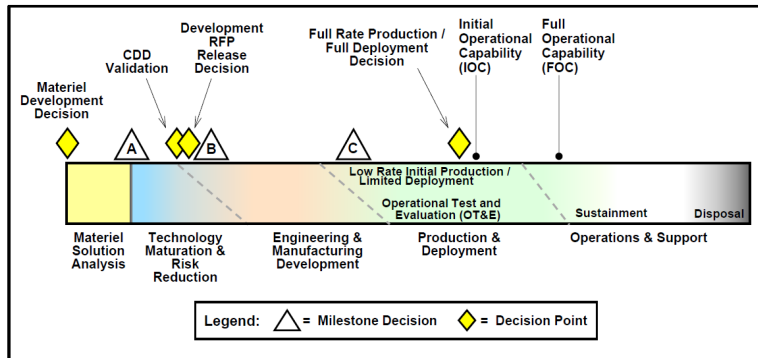 Materiel
Development
Decision
CDD
Validation
Development
RFP
Release
Decision
Full Rate Production /
Full Deployment
Decision
Initial
Operational
Capability
(IOC)
Full
Operational
Capability
(FOC)
A
B
C
Low Rate Initial Production /
Limited Deployment
Operational Test and
Evaluation (OT&E)
Sustainment
Disposal
Materiel
Solution
Analysis
Technology
Maturation &
Risk
Reduction
Engineering &
Manufacturing
Development
Production &
Deployment
Operations & Support
Legend: = Milestone Decision = Decision Point